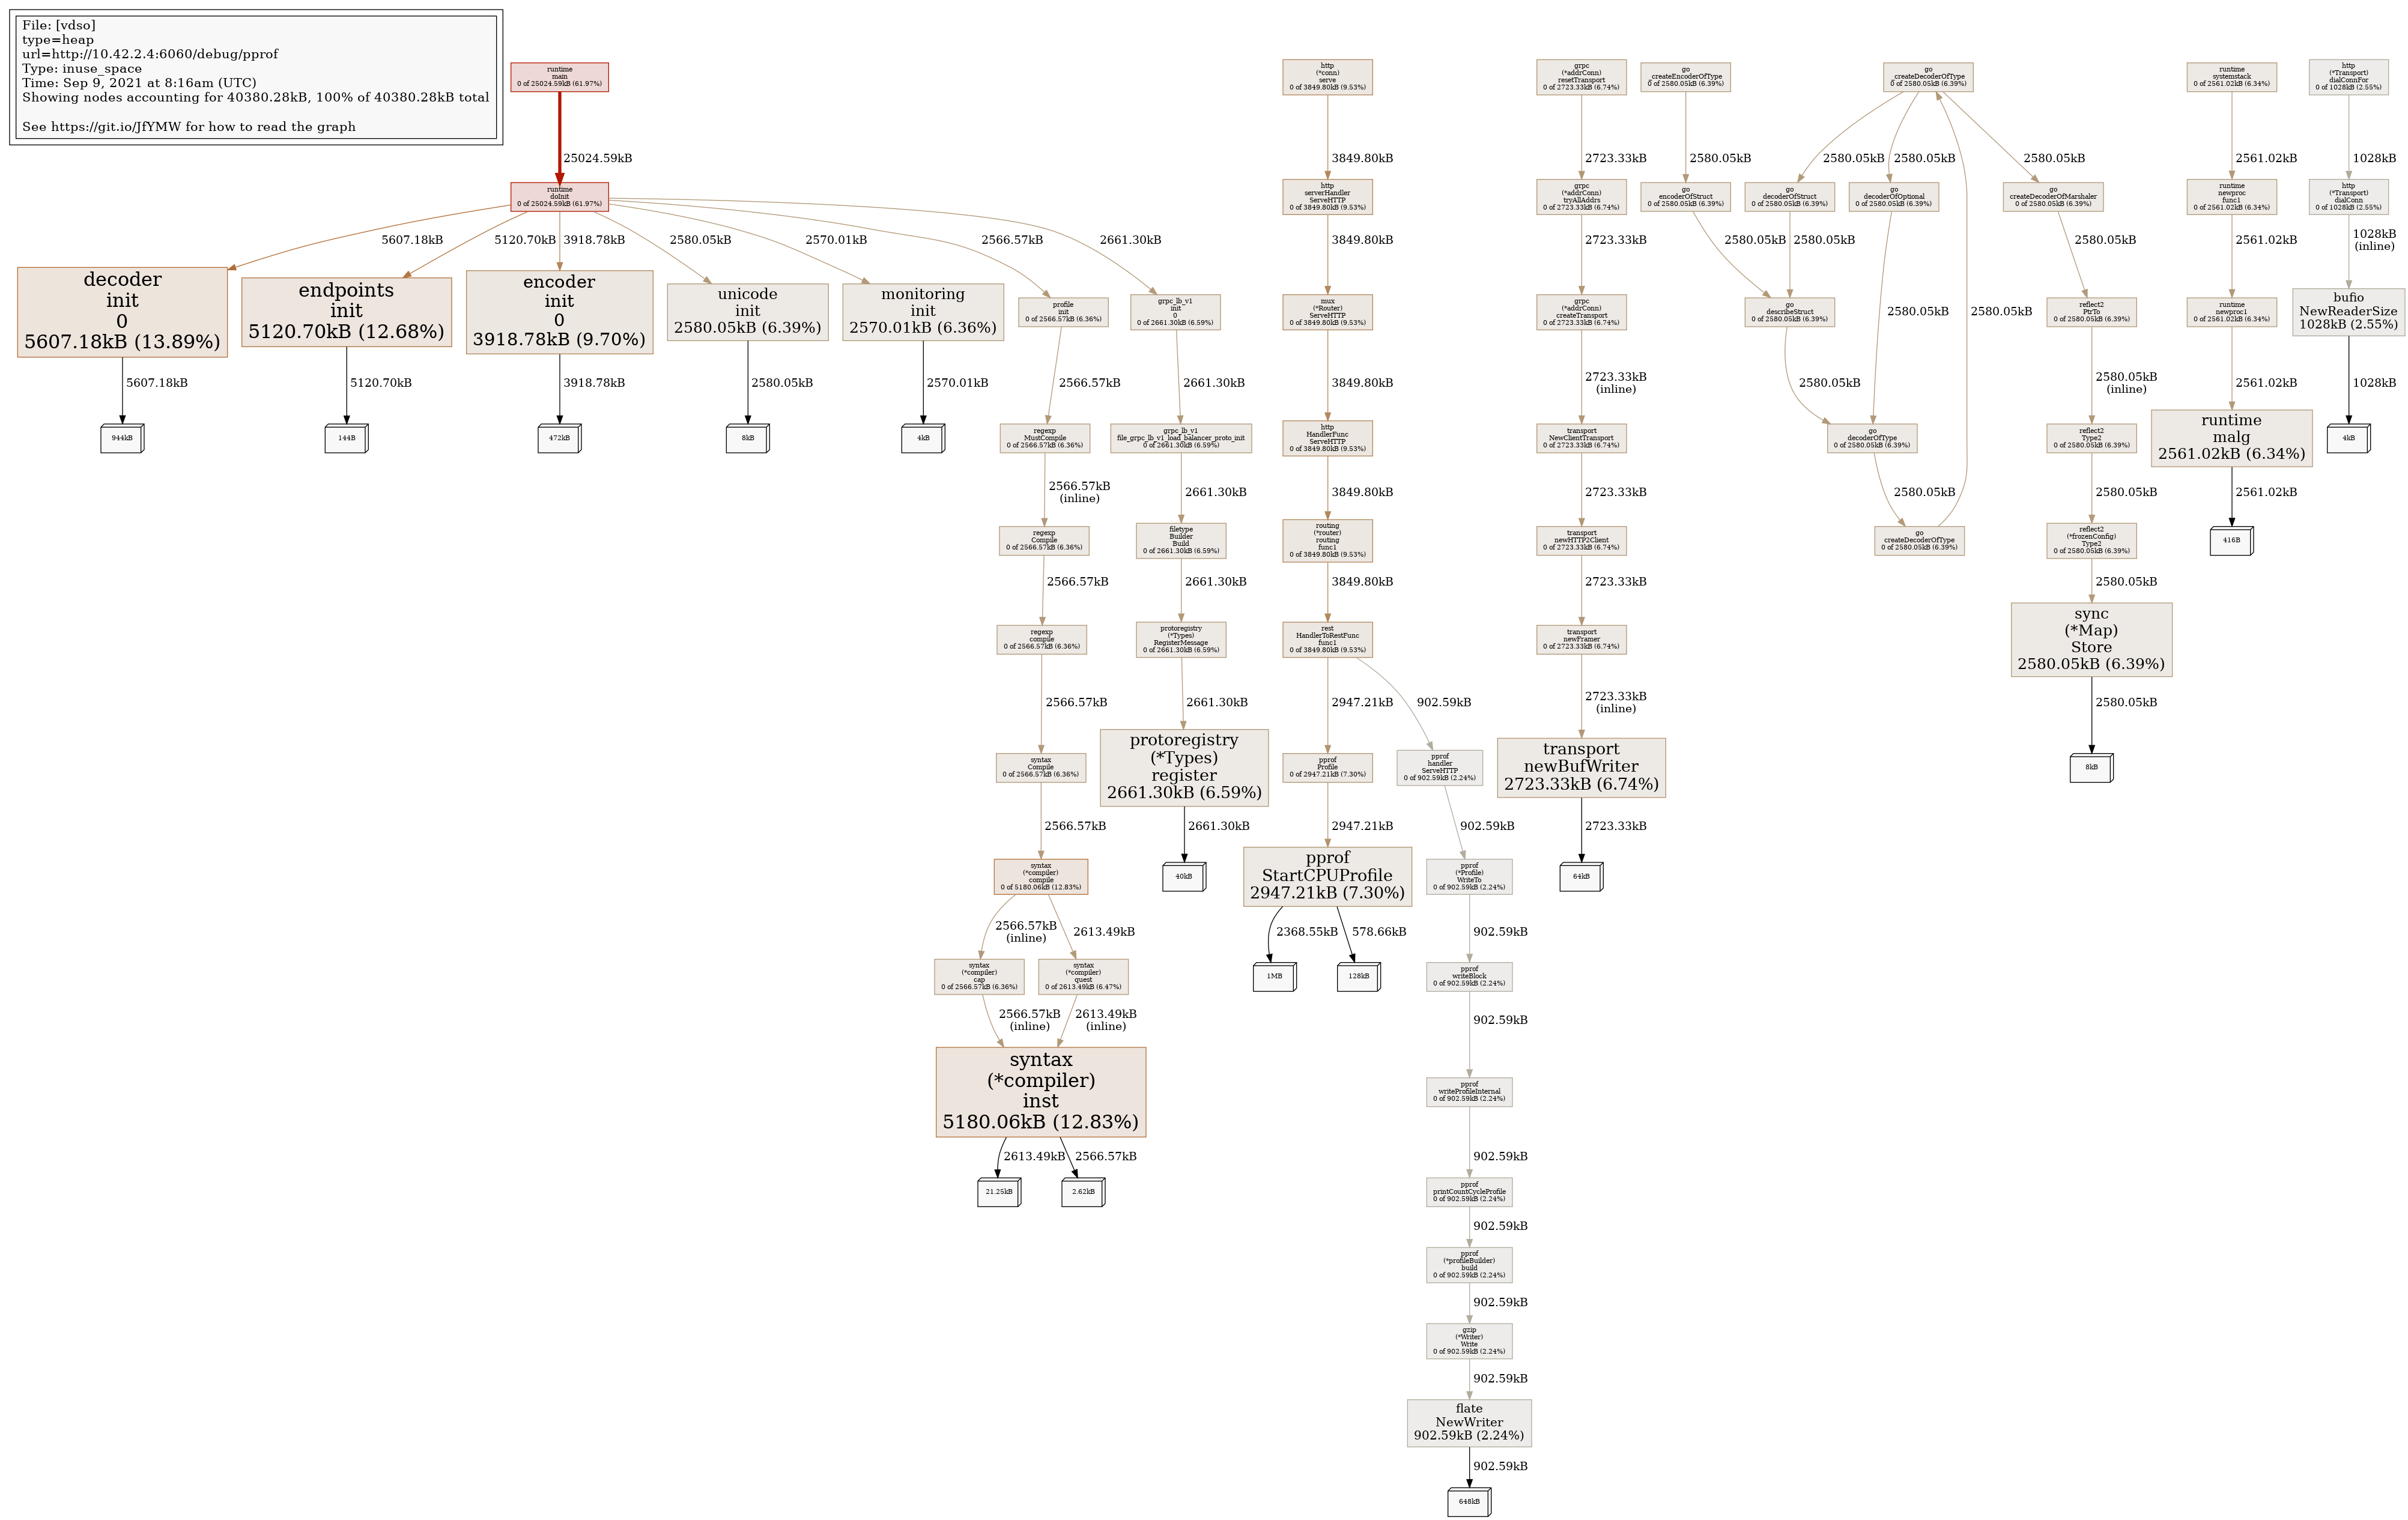 File: [vdso]
type=heap
url=http://10.42.2.4:6060/debug/pprof
Type: inuse_space
Time: Sep 9, 2021 at 8:16am (UTC)
Showing nodes accounting for 40380.28kB, 100% of 40380.28kB total
See https://git.io/JfYMW for how to read the graph
runtime
main
0 of 25024.59kB (61.97%)
25024.59kB
runtime
doInit
0 of 25024.59kB (61.97%)
5607.18kB
5120.70kB
3918.78kB
2580.05kB
2570.01kB
2566.57kB
2661.30kB
decoder
init
0
5607.18kB (13.89%)
5607.18kB
944kB
endpoints
init
5120.70kB (12.68%)
5120.70kB
144B
encoder
init
0
3918.78kB (9.70%)
3918.78kB
472kB
unicode
init
2580.05kB (6.39%)
2580.05kB
8kB
monitoring
init
2570.01kB (6.36%)
2570.01kB
4kB
profile
init
0 of 2566.57kB (6.36%)
2566.57kB
regexp
MustCompile
0 of 2566.57kB (6.36%)
2566.57kB
(inline)
regexp
Compile
0 of 2566.57kB (6.36%)
2566.57kB
regexp
compile
0 of 2566.57kB (6.36%)
2566.57kB
syntax
Compile
0 of 2566.57kB (6.36%)
2566.57kB
syntax
(*compiler)
compile
0 of 5180.06kB (12.83%)
2566.57kB
(inline)
2613.49kB
syntax
(*compiler)
cap
0 of 2566.57kB (6.36%)
syntax
(*compiler)
quest
0 of 2613.49kB (6.47%)
2566.57kB
(inline)
2613.49kB
(inline)
syntax
(*compiler)
inst
5180.06kB (12.83%)
2613.49kB
2566.57kB
21.25kB
2.62kB
grpc_lb_v1
init
0
0 of 2661.30kB (6.59%)
2661.30kB
grpc_lb_v1
file_grpc_lb_v1_load_balancer_proto_init
0 of 2661.30kB (6.59%)
2661.30kB
filetype
Builder
Build
0 of 2661.30kB (6.59%)
2661.30kB
protoregistry
(*Types)
RegisterMessage
0 of 2661.30kB (6.59%)
2661.30kB
protoregistry
(*Types)
register
2661.30kB (6.59%)
2661.30kB
40kB
http
(*conn)
serve
0 of 3849.80kB (9.53%)
3849.80kB
http
serverHandler
ServeHTTP
0 of 3849.80kB (9.53%)
3849.80kB
mux
(*Router)
ServeHTTP
0 of 3849.80kB (9.53%)
3849.80kB
http
HandlerFunc
ServeHTTP
0 of 3849.80kB (9.53%)
3849.80kB
routing
(*router)
routing
func1
0 of 3849.80kB (9.53%)
3849.80kB
rest
HandlerToRestFunc
func1
0 of 3849.80kB (9.53%)
2947.21kB
902.59kB
pprof
Profile
0 of 2947.21kB (7.30%)
2947.21kB
pprof
StartCPUProfile
2947.21kB (7.30%)
2368.55kB
578.66kB
1MB
128kB
pprof
handler
ServeHTTP
0 of 902.59kB (2.24%)
902.59kB
pprof
(*Profile)
WriteTo
0 of 902.59kB (2.24%)
902.59kB
pprof
writeBlock
0 of 902.59kB (2.24%)
902.59kB
pprof
writeProfileInternal
0 of 902.59kB (2.24%)
902.59kB
pprof
printCountCycleProfile
0 of 902.59kB (2.24%)
902.59kB
pprof
(*profileBuilder)
build
0 of 902.59kB (2.24%)
902.59kB
gzip
(*Writer)
Write
0 of 902.59kB (2.24%)
902.59kB
flate
NewWriter
902.59kB (2.24%)
902.59kB
648kB
grpc
(*addrConn)
resetTransport
0 of 2723.33kB (6.74%)
2723.33kB
grpc
(*addrConn)
tryAllAddrs
0 of 2723.33kB (6.74%)
2723.33kB
grpc
(*addrConn)
createTransport
0 of 2723.33kB (6.74%)
2723.33kB
(inline)
transport
NewClientTransport
0 of 2723.33kB (6.74%)
2723.33kB
transport
newHTTP2Client
0 of 2723.33kB (6.74%)
2723.33kB
transport
newFramer
0 of 2723.33kB (6.74%)
2723.33kB
(inline)
transport
newBufWriter
2723.33kB (6.74%)
2723.33kB
64kB
go
createEncoderOfType
0 of 2580.05kB (6.39%)
2580.05kB
go
encoderOfStruct
0 of 2580.05kB (6.39%)
2580.05kB
go
createDecoderOfType
0 of 2580.05kB (6.39%)
2580.05kB
2580.05kB
2580.05kB
go
decoderOfStruct
0 of 2580.05kB (6.39%)
2580.05kB
go
decoderOfOptional
0 of 2580.05kB (6.39%)
2580.05kB
go
describeStruct
0 of 2580.05kB (6.39%)
2580.05kB
go
decoderOfType
0 of 2580.05kB (6.39%)
2580.05kB
go
createDecoderOfType
0 of 2580.05kB (6.39%)
2580.05kB
go
createDecoderOfMarshaler
0 of 2580.05kB (6.39%)
2580.05kB
reflect2
PtrTo
0 of 2580.05kB (6.39%)
2580.05kB
(inline)
reflect2
Type2
0 of 2580.05kB (6.39%)
2580.05kB
reflect2
(*frozenConfig)
Type2
0 of 2580.05kB (6.39%)
2580.05kB
sync
(*Map)
Store
2580.05kB (6.39%)
2580.05kB
8kB
runtime
systemstack
0 of 2561.02kB (6.34%)
2561.02kB
runtime
newproc
func1
0 of 2561.02kB (6.34%)
2561.02kB
runtime
newproc1
0 of 2561.02kB (6.34%)
2561.02kB
runtime
malg
2561.02kB (6.34%)
2561.02kB
416B
http
(*Transport)
dialConnFor
0 of 1028kB (2.55%)
1028kB
http
(*Transport)
dialConn
0 of 1028kB (2.55%)
1028kB
(inline)
bufio
NewReaderSize
1028kB (2.55%)
1028kB
4kB